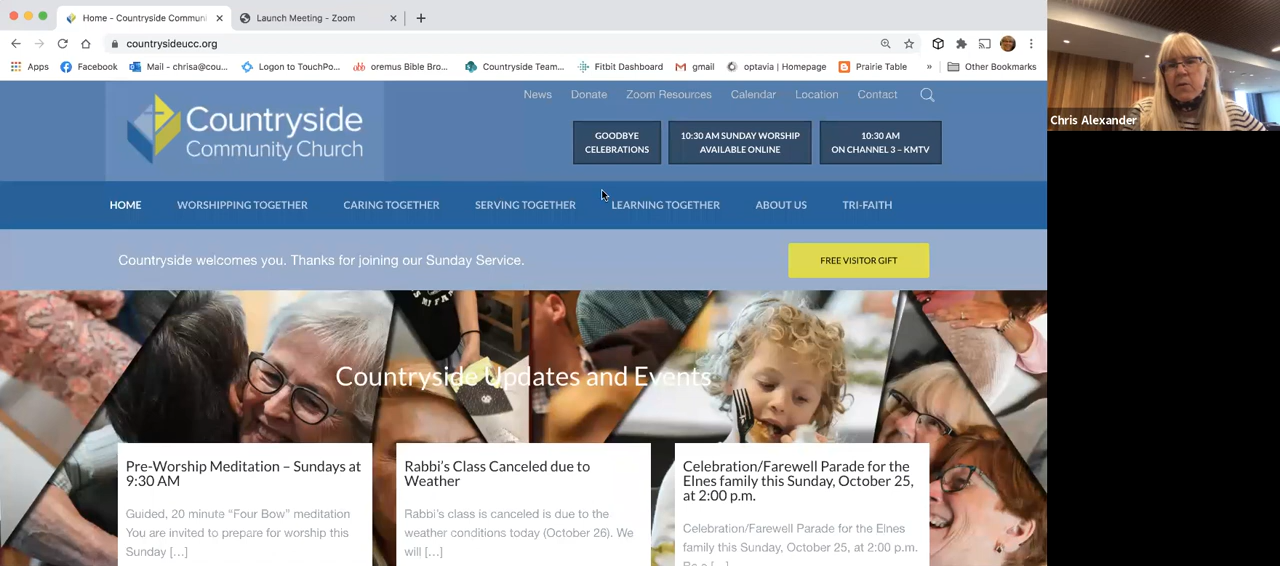 Home - Countryside Communi
Launch Meeting - Zoom
countrysideucc.org
Apps
Facebook
Mail - chrisa@cou...
Logon to TouchPo...
oremus Bible Bro...
Countryside Team...
Fitbit Dashboard
gmail
optavia | Homepage
Prairie Table
»
Other Bookmarks
Chris Alexander
News
Donate
Zoom Resources
Calendar
Location
Contact
Countryside
Community Church
GOODBYE
CELEBRATIONS
10:30 AM SUNDAY WORSHIP
AVAILABLE ONLINE
10:30 AM
ON CHANNEL 3 – KMTV
HOME
WORSHIPPING TOGETHER
CARING TOGETHER
SERVING TOGETHER
LEARNING TOGETHER
ABOUT US
TRI-FAITH
Countryside welcomes you. Thanks for joining our Sunday Service.
FREE VISITOR GIFT
Countryside Updates and Events
Pre-Worship Meditation – Sundays at
9:30 AM
Guided, 20 minute “Four Bow” meditation
You are invited to prepare for worship this
Sunday […]
Rabbi’s Class Canceled due to
Weather
Rabbi’s class is canceled is due to the
weather conditions today (October 26). We
will […]
Celebration/Farewell Parade for the
Elnes family this Sunday, October 25,
at 2:00 p.m.
Celebration/Farewell Parade for the Elnes
family this Sunday, October 25, at 2:00 p.m.